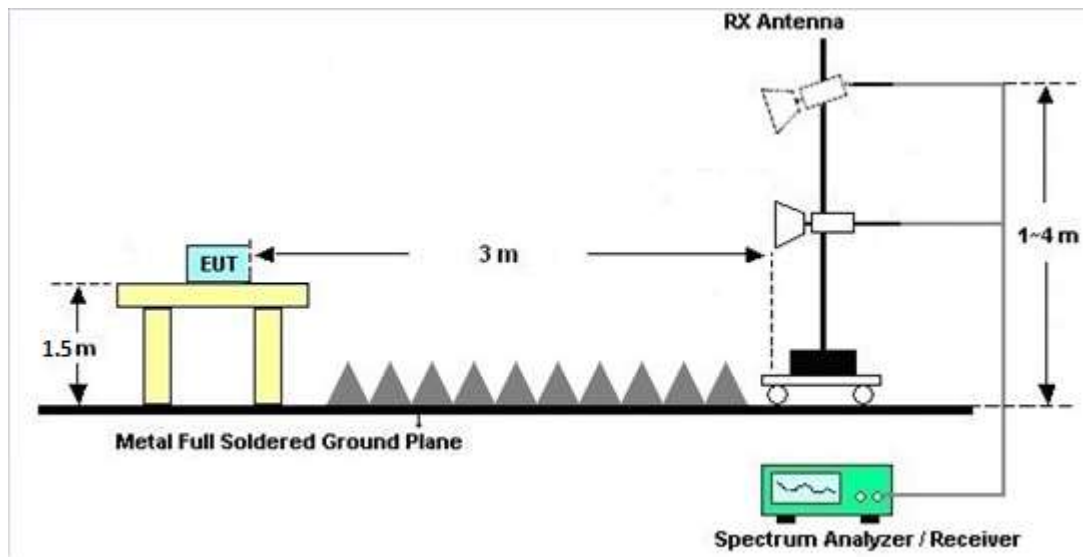 RX Antenna
EUT
3 m
1~4 m
1.5 m
Metal Full Soldered Ground Plane
Spectrum Analyzer / Receiver